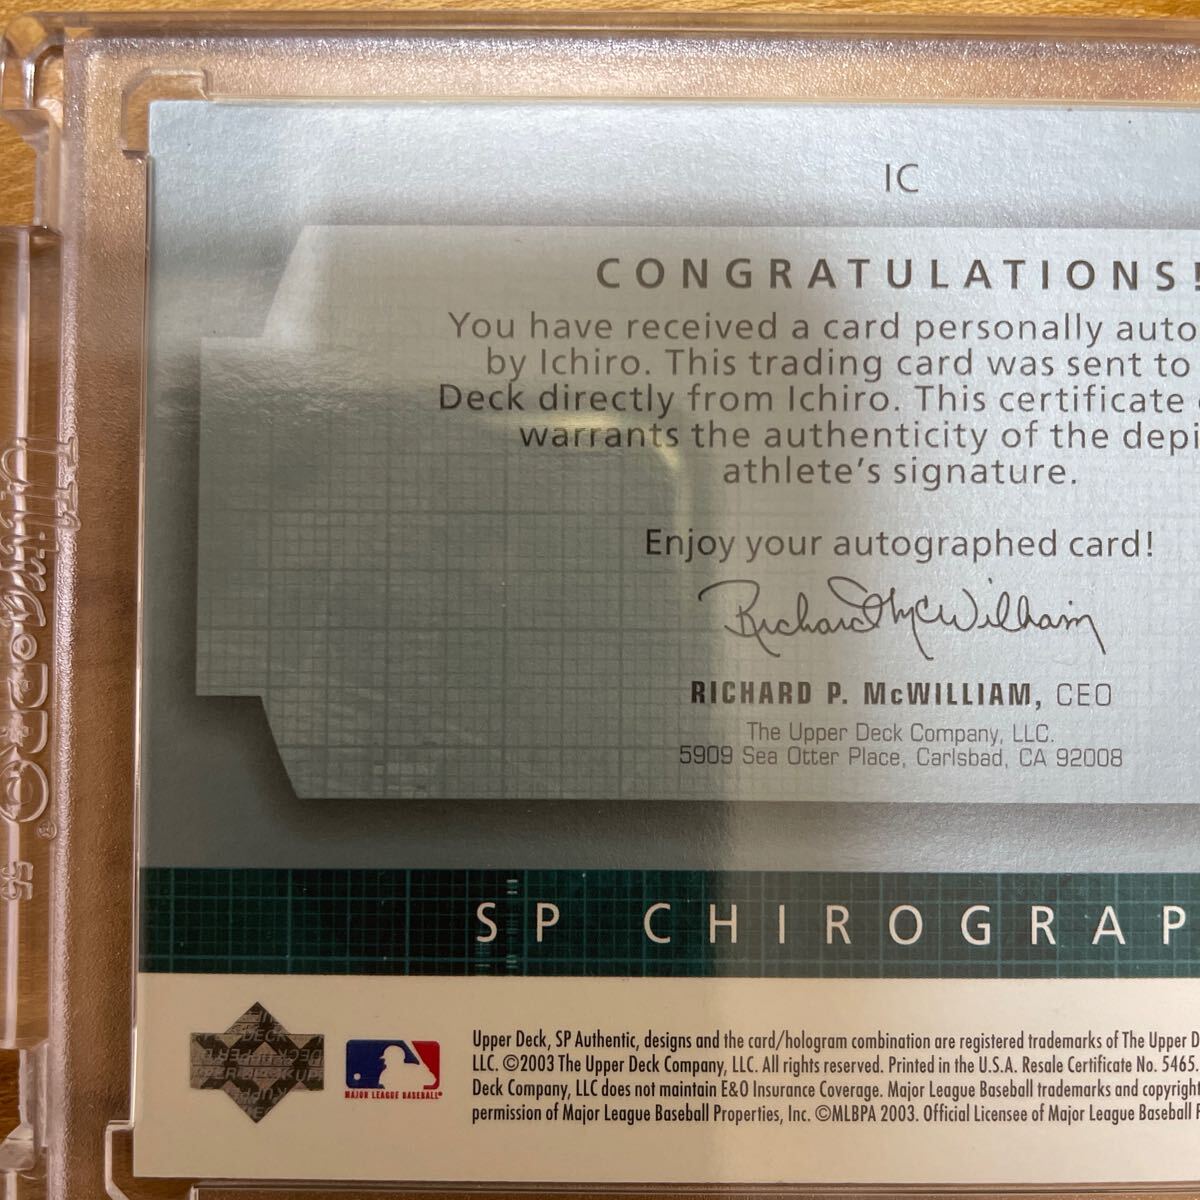 IC
CONGRATULATIONS!
You have received a card personally auto
by Ichiro. This trading card was sent to
Deck directly from Ichiro. This certificate
warrants the authenticity of the depi
athlete's signature.
Enjoy your autographed card!
Richard McWilliam
RICHARD P. McWILLIAM, CEO
The Upper Deck Company, LLC.
5909 Sea Otter Place, Carlsbad, CA 92008
SP CHIROGRAP
MAJOR LEAGUE BASEBALL®
Upper Deck, SP Authentic, designs and the card/hologram combination are registered trademarks of The Upper D
LLC. ©2003 The Upper Deck Company, LLC. All rights reserved. Printed in the U.S.A. Resale Certificate No. 5465.
Deck Company, LLC does not maintain E&O Insurance Coverage. Major League Baseball trademarks and copyright
permission of Major League Baseball Properties, Inc. ©MLBPA 2003. Official Licensee of Major League Baseball P
Ultra·PRO®
55